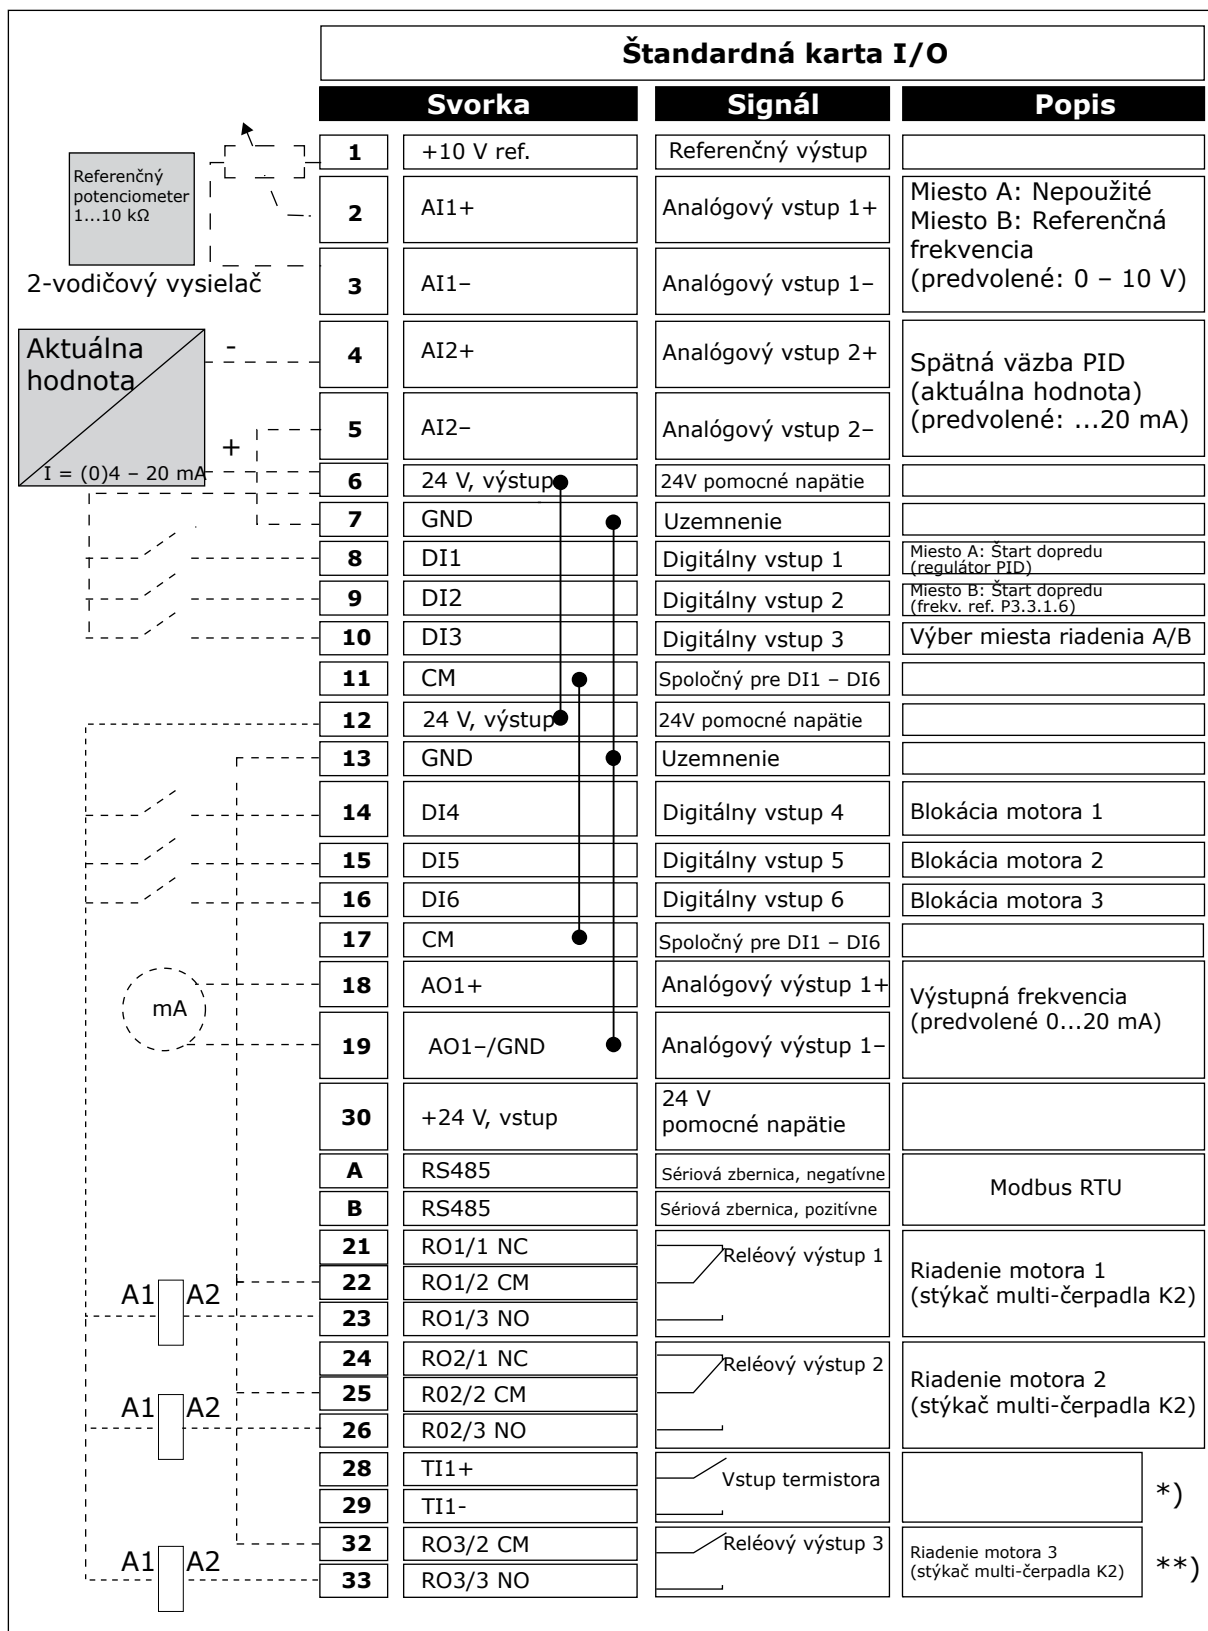 Štandardná karta I/O
Svorka Signál Popis
Referenčný
potenciometer
1...10 kΩ
2-vodičový vysielač
1 +10 V ref. Referenčný výstup
2 AI1+ Analógový vstup 1+
3 AI1– Analógový vstup 1–
Miesto A: Nepoužité
Miesto B: Referenčná
frekvencia
(predvolené: 0 – 10 V)
Aktuálna
hodnota
I = (0)4 – 20 mA
-
+
4 AI2+ Analógový vstup 2+
5 AI2– Analógový vstup 2–
Spätná väzba PID
(aktuálna hodnota)
(predvolené: ...20 mA)
6 24 V, výstup 24V pomocné napätie
7 GND Uzemnenie
8 DI1 Digitálny vstup 1
Miesto A: Štart dopredu
(regulátor PID)
9 DI2 Digitálny vstup 2
Miesto B: Štart dopredu
(frekv. ref. P3.3.1.6)
10 DI3 Digitálny vstup 3 Výber miesta riadenia A/B
11 CM Spoločný pre DI1 – DI6
12 24 V, výstup 24V pomocné napätie
13 GND Uzemnenie
14 DI4 Digitálny vstup 4 Blokácia motora 1
15 DI5 Digitálny vstup 5 Blokácia motora 2
16 DI6 Digitálny vstup 6 Blokácia motora 3
17 CM Spoločný pre DI1 – DI6
mA
18 AO1+ Analógový výstup 1+
19 AO1–/GND Analógový výstup 1–
Výstupná frekvencia
(predvolené 0...20 mA)
30 +24 V, vstup
24 V
pomocné napätie
A RS485 Sériová zbernica, negatívne
B RS485 Sériová zbernica, pozitívne
Modbus RTU
21 RO1/1 NC
22 RO1/2 CM
23 RO1/3 NO
Reléový výstup 1
Riadenie motora 1
(stýkač multi-čerpadla K2)
A1 A2
24 RO2/1 NC
25 R02/2 CM
26 R02/3 NO
Reléový výstup 2
Riadenie motora 2
(stýkač multi-čerpadla K2)
A1 A2
28 TI1+
29 TI1-
Vstup termistora
*)
32 RO3/2 CM
33 RO3/3 NO
Reléový výstup 3
Riadenie motora 3
(stýkač multi-čerpadla K2)
**)
A1 A2